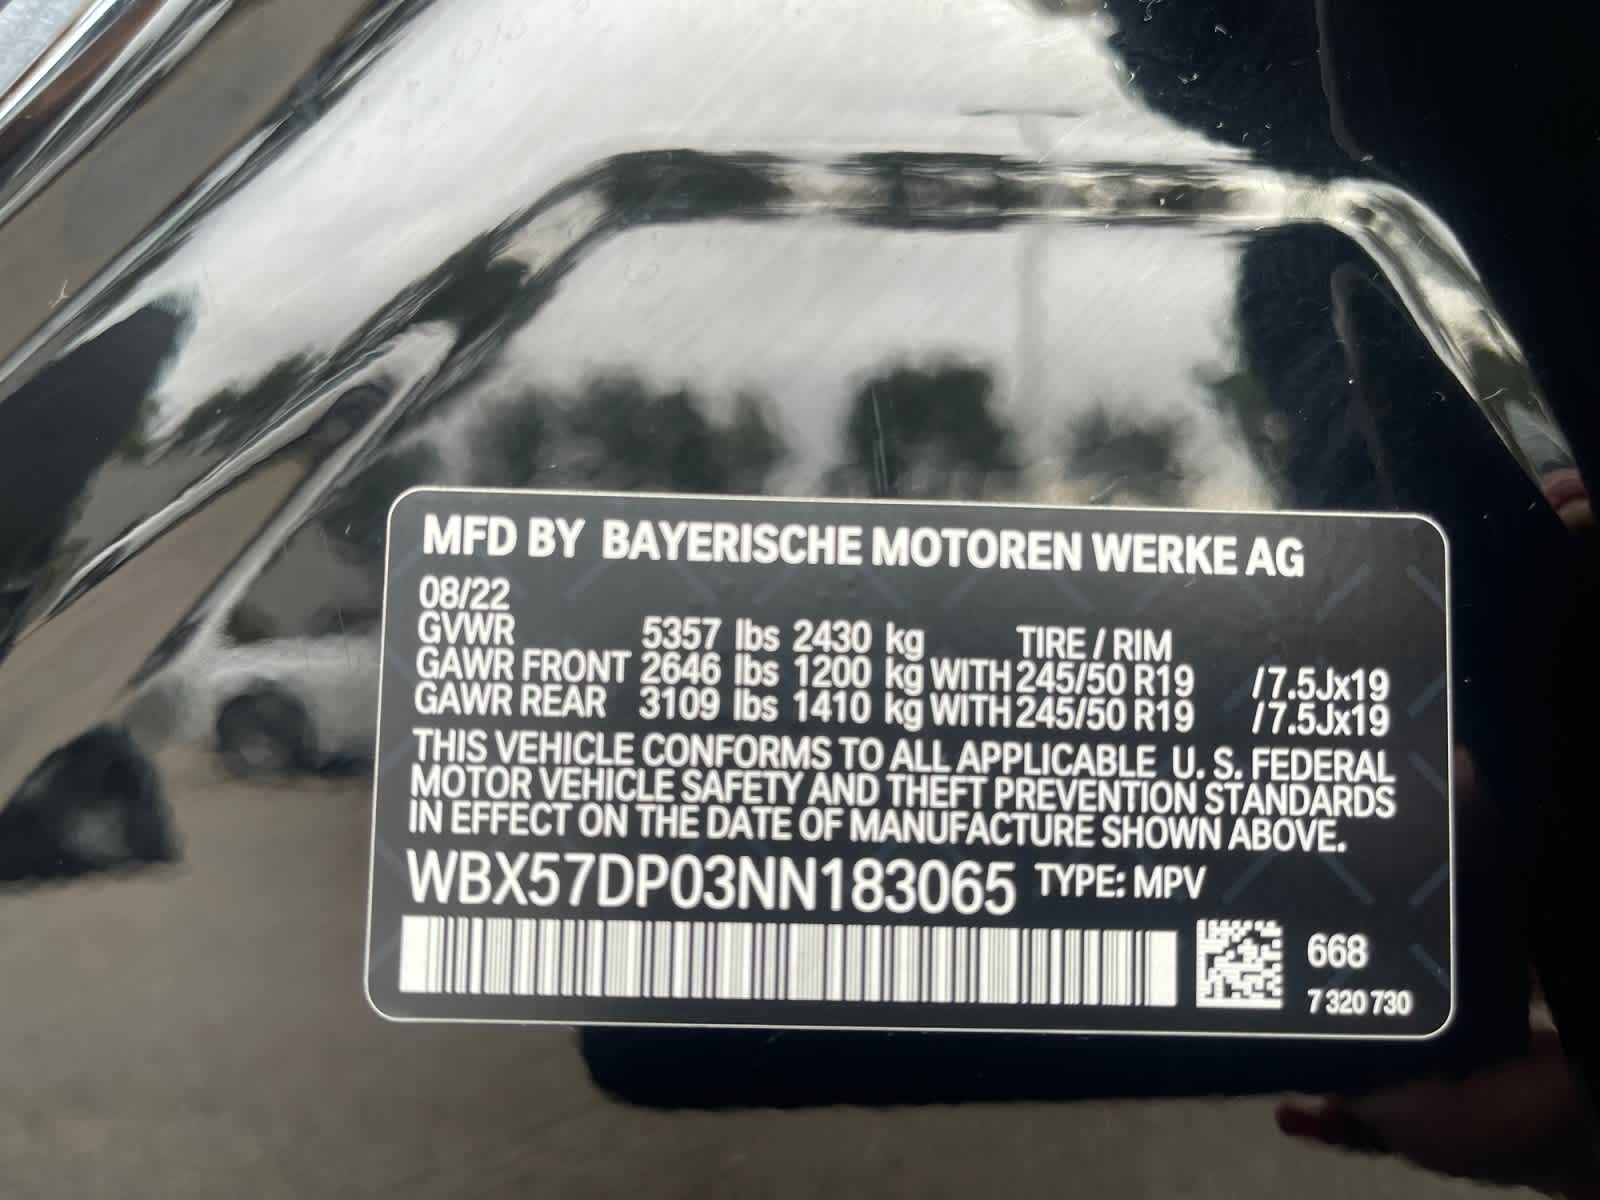 MFD BY BAYERISCHE MOTOREN WERKE AG
08/22
GVWR 5357 lbs 2430 kg TIRE / RIM
GAWR FRONT 2646 lbs 1200 kg WITH 245/50 R19 /7.5Jx19
GAWR REAR 3109 lbs 1410 kg WITH 245/50 R19 /7.5Jx19
THIS VEHICLE CONFORMS TO ALL APPLICABLE U. S. FEDERAL
MOTOR VEHICLE SAFETY AND THEFT PREVENTION STANDARDS
IN EFFECT ON THE DATE OF MANUFACTURE SHOWN ABOVE.
WBX57DP03NN183065 TYPE: MPV
668
7 320 730